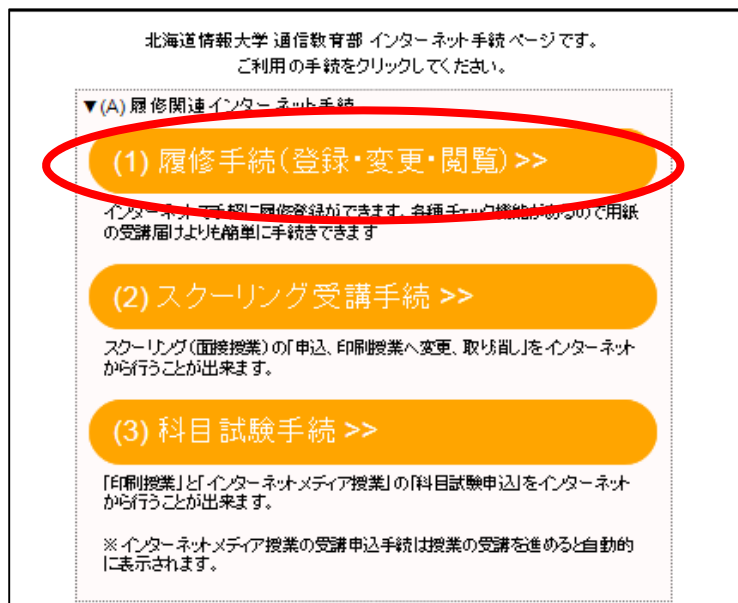 北海道情報大学 通信教育部 インターネット手続ページです。
ご利用の手続をクリックしてください。
▼(A)履修関連インターネット手続
(1) 履修手続(登録・変更・閲覧) >>
インターネットで手軽に履修登録ができます。各種チェック機能があるので用紙
の受講届けよりも簡単に手続きできます
(2) スクーリング受講手続 >>
スクーリング(面接授業)の「申込、印刷授業へ変更、取り消し」をインターネット
から行うことが出来ます。
(3) 科目試験手続 >>
「印刷授業」と「インターネットメディア授業」の「科目試験申込」をインターネット
から行うことが出来ます。
※インターネットメディア授業の受講申込手続は授業の受講を進めると自動的
に表示されます。